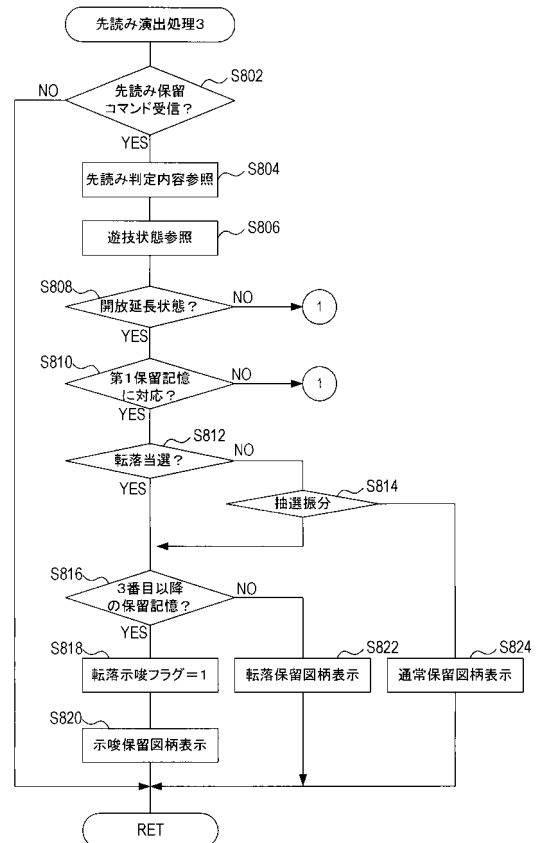 先読み演出処理3
S802
NO
先読み保留
コマンド受信？
YES
S804
先読み判定内容参照
S806
遊技状態参照
S808
開放延長状態？
NO
1
YES
S810
第1保留記憶
に対応？
NO
1
YES
S812
転落当選？
NO
YES
S814
抽選振分
S816
3番目以降
の保留記憶？
NO
YES
S818
転落示唆フラグ＝1
S822
転落保留図柄表示
S824
通常保留図柄表示
S820
示唆保留図柄表示
RET